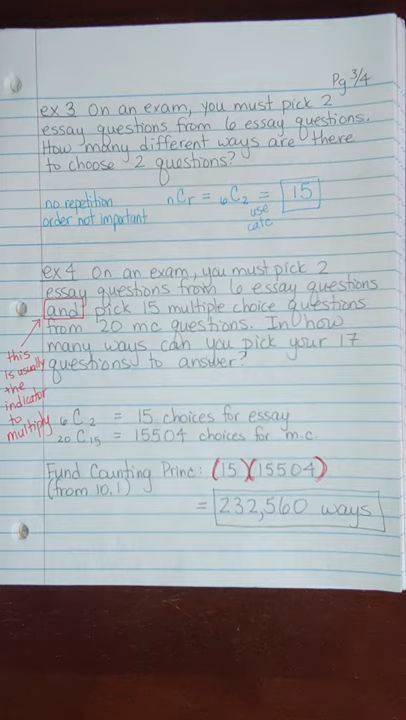 Pg 3/4
ex 3 On an exam, you must pick 2
essay questions from 6 essay questions.
How many different ways are there
to choose 2 questions?
no repetition
order not important
nCr = 6C2 = 15
use
calc
ex 4 On an exam, you must pick 2
essay questions from 6 essay questions
and pick 15 multiple choice questions
from 20 mc questions. In how
many ways can you pick your 17
questions to answer?
this
is usually
the
indicator
to
multiply
6C2 = 15 choices for essay
20C15 = 15504 choices for m.c.
Fund Counting Princ: (15)(15504)
(from 10.1)
= 232,560 ways